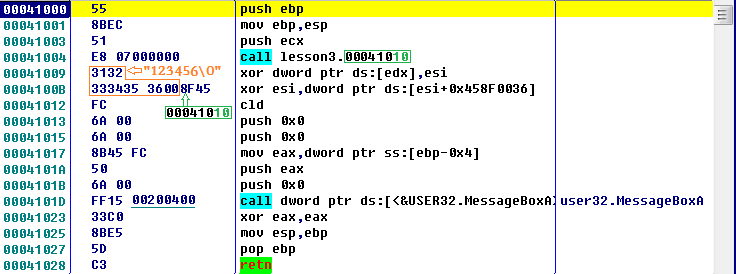 00041000 55 push ebp
00041001 8BEC mov ebp,esp
00041003 51 push ecx
00041004 E8 07000000 call lesson3.00041010
00041009 3132 ⇦"123456\0" xor dword ptr ds:[edx],esi
0004100B 333435 36008F45 xor esi,dword ptr ds:[esi+0x458F0036]
00041012 FC 00041010 cld
00041013 6A 00 push 0x0
00041015 6A 00 push 0x0
00041017 8B45 FC mov eax,dword ptr ss:[ebp-0x4]
0004101A 50 push eax
0004101B 6A 00 push 0x0
0004101D FF15 00200400 call dword ptr ds:[<&USER32.MessageBoxA> user32.MessageBoxA
00041023 33C0 xor eax,eax
00041025 8BE5 mov esp,ebp
00041027 5D pop ebp
00041028 C3 retn